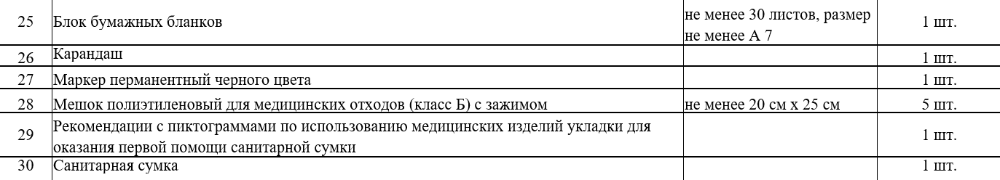 25 Блок бумажных бланков не менее 30 листов, размер не менее А 7 1 шт.
26 Карандаш 1 шт.
27 Маркер перманентный черного цвета 1 шт.
28 Мешок полиэтиленовый для медицинских отходов (класс Б) с зажимом не менее 20 см х 25 см 5 шт.
29 Рекомендации с пиктограммами по использованию медицинских изделий укладки для
оказания первой помощи санитарной сумки 1 шт.
30 Санитарная сумка 1 шт.